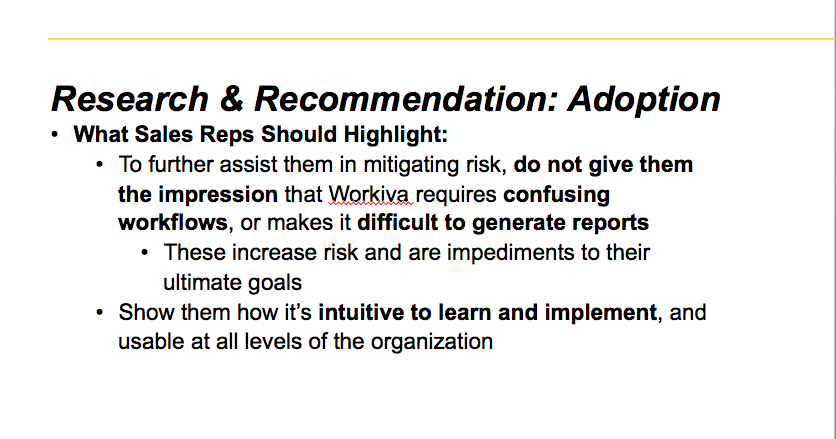 Research & Recommendation: Adoption
• What Sales Reps Should Highlight:
• To further assist them in mitigating risk, do not give them
the impression that Workiva requires confusing
workflows, or makes it difficult to generate reports
• These increase risk and are impediments to their
ultimate goals
• Show them how it’s intuitive to learn and implement, and
usable at all levels of the organization